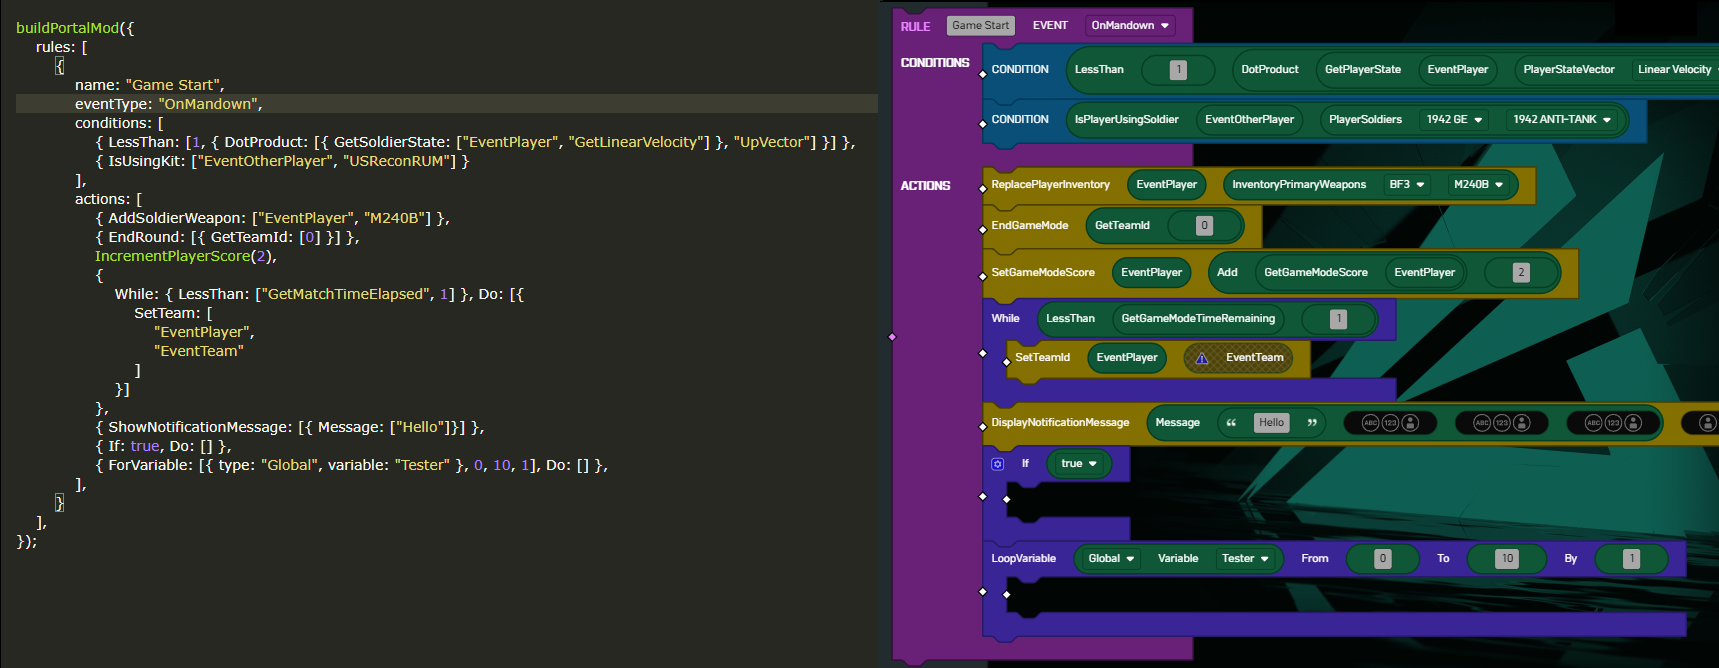 buildPortalMod({
rules: [
{
name: "Game Start",
eventType: "OnMandown",
conditions: [
{ LessThan: [1, { DotProduct: [{ GetSoldierState: ["EventPlayer", "GetLinearVelocity"] }, "UpVector"] }] },
{ IsUsingKit: ["EventOtherPlayer", "USReconRUM"] }
],
actions: [
{ AddSoldierWeapon: ["EventPlayer", "M240B"] },
{ EndRound: [{ GetTeamId: [0] }] },
IncrementPlayerScore(2),
{
While: { LessThan: ["GetMatchTimeElapsed", 1] }, Do: [{
SetTeam: [
"EventPlayer",
"EventTeam"
]
}]
},
{ ShowNotificationMessage: [{ Message: ["Hello"]}] },
{ If: true, Do: [] },
{ ForVariable: [{ type: "Global", variable: "Tester" }, 0, 10, 1], Do: [] },
],
}
],
});
RULE Game Start EVENT OnMandown
CONDITIONS
CONDITION LessThan 1 DotProduct GetPlayerState EventPlayer PlayerStateVector Linear Velocity
CONDITION IsPlayerUsingSoldier EventOtherPlayer PlayerSoldiers 1942 GE 1942 ANTI-TANK
ACTIONS
ReplacePlayerInventory EventPlayer InventoryPrimaryWeapons BF3 M240B
EndGameMode GetTeamId 0
SetGameModeScore EventPlayer Add GetGameModeScore EventPlayer 2
While LessThan GetGameModeTimeRemaining 1
SetTeamId EventPlayer EventTeam
DisplayNotificationMessage Message “ Hello ” ABC 123 ABC 123 ABC 123
If true
LoopVariable Global Variable Tester From 0 To 10 By 1